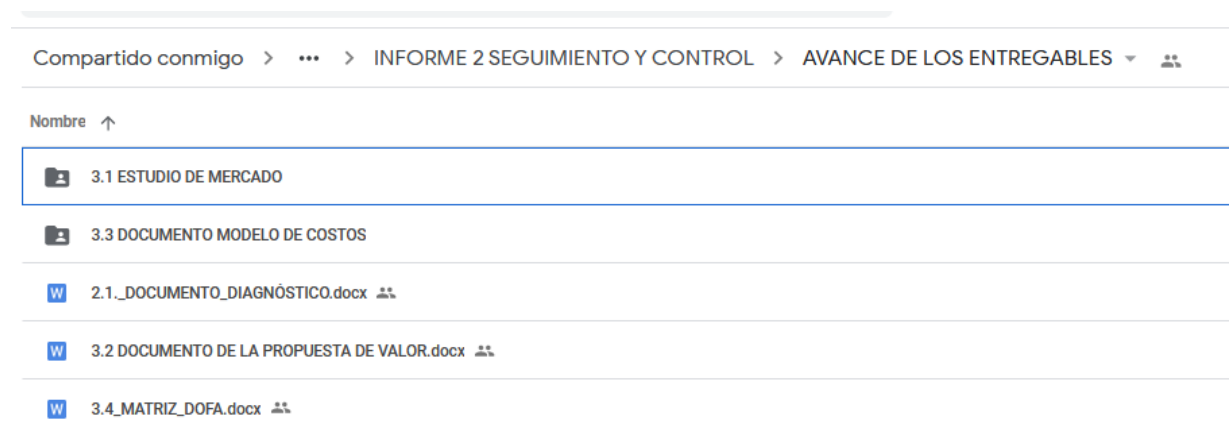 Compartido conmigo > ••• > INFORME 2 SEGUIMIENTO Y CONTROL > AVANCE DE LOS ENTREGABLES
Nombre ↑
3.1 ESTUDIO DE MERCADO
3.3 DOCUMENTO MODELO DE COSTOS
W 2.1._DOCUMENTO_DIAGNÓSTICO.docx
W 3.2 DOCUMENTO DE LA PROPUESTA DE VALOR.docx
W 3.4_MATRIZ_DOFA.docx